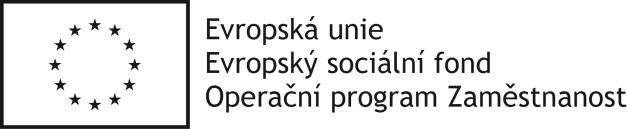 Evropská unie
Evropský sociální fond
Operační program Zaměstnanost